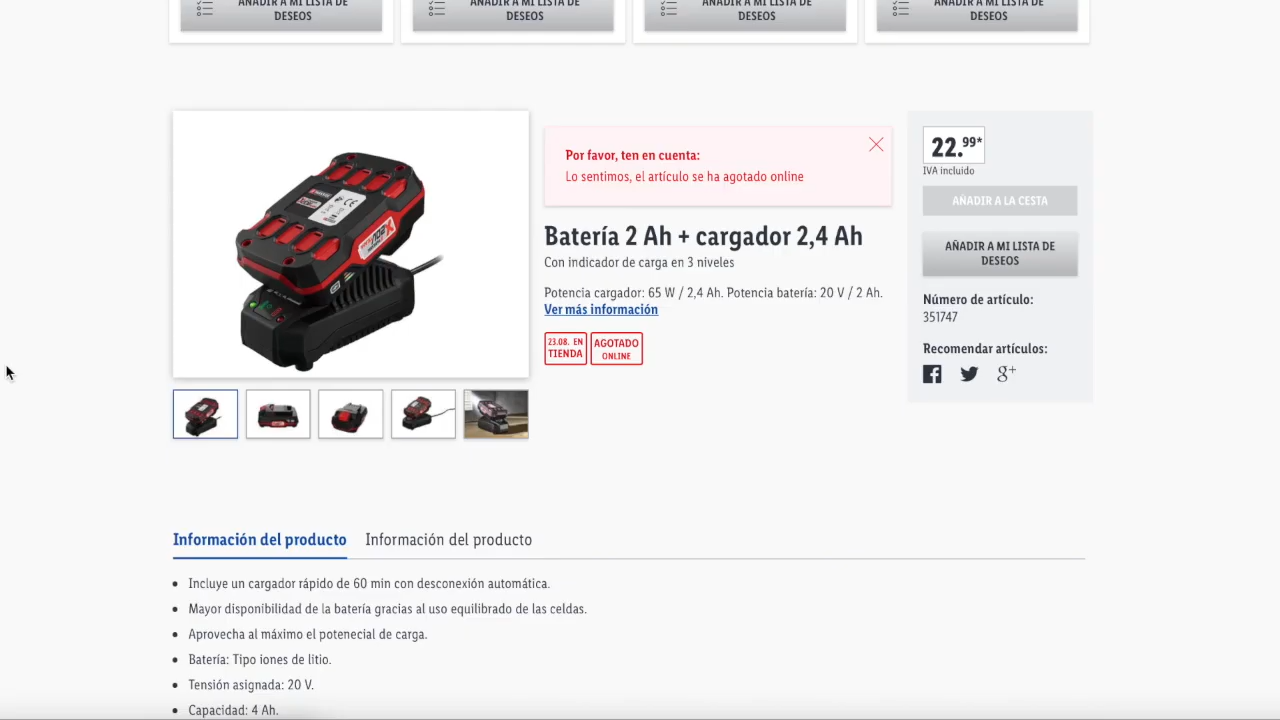 AÑADIR A MI LISTA DE
DESEOS
AÑADIR A MI LISTA DE
DESEOS
AÑADIR A MI LISTA DE
DESEOS
AÑADIR A MI LISTA DE
DESEOS
Por favor, ten en cuenta:
Lo sentimos, el artículo se ha agotado online
Batería 2 Ah + cargador 2,4 Ah
Con indicador de carga en 3 niveles
Potencia cargador: 65 W / 2,4 Ah. Potencia batería: 20 V / 2 Ah.
Ver más información
23.08. EN
TIENDA
AGOTADO
ONLINE
22.99*
IVA incluido
AÑADIR A LA CESTA
AÑADIR A MI LISTA DE
DESEOS
Número de artículo:
351747
Recomendar artículos:
g+
Información del producto
Información del producto
• Incluye un cargador rápido de 60 min con desconexión automática.
• Mayor disponibilidad de la batería gracias al uso equilibrado de las celdas.
• Aprovecha al máximo el potenecial de carga.
• Batería: Tipo iones de litio.
• Tensión asignada: 20 V.
• Capacidad: 4 Ah.